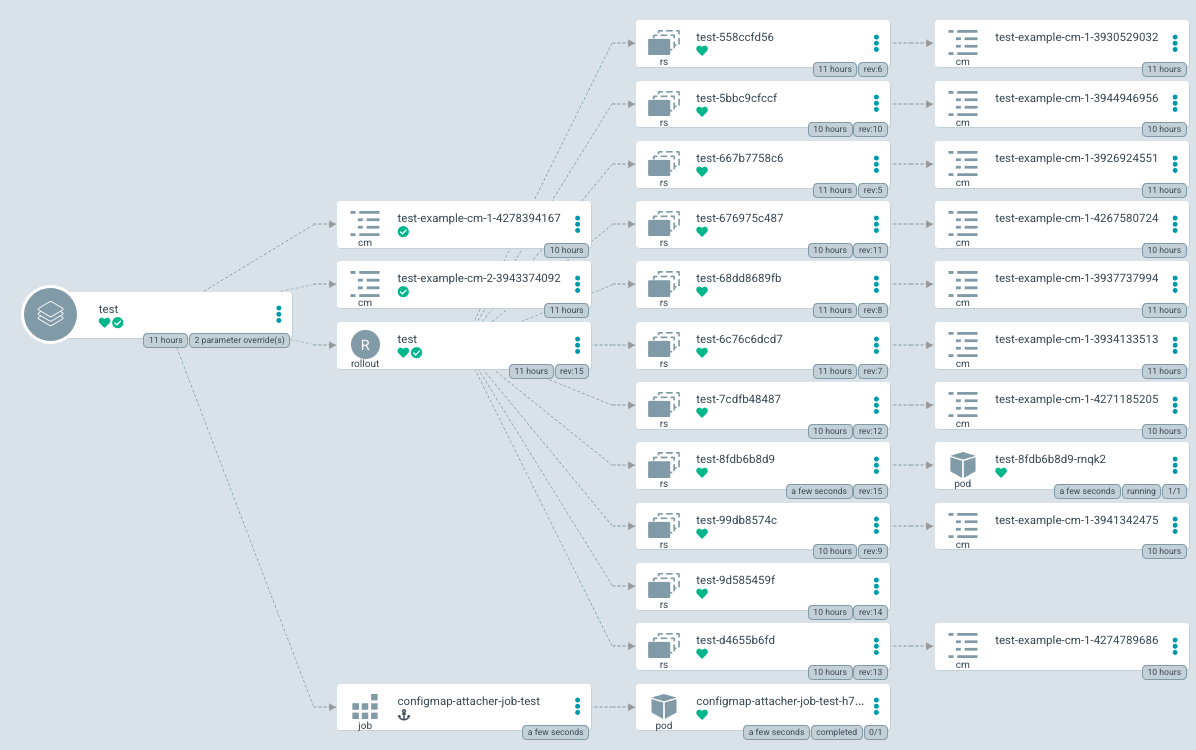 test
11 hours
2 parameter override(s)
cm
test-example-cm-1-4278394167
10 hours
cm
test-example-cm-2-3943374092
11 hours
R
rollout
test
11 hours
rev:15
job
configmap-attacher-job-test
a few seconds
rs
test-558ccfd56
11 hours
rev:6
rs
test-5bbc9cfccf
10 hours
rev:10
rs
test-667b7758c6
11 hours
rev:5
rs
test-676975c487
10 hours
rev:11
rs
test-68dd8689fb
11 hours
rev:8
rs
test-6c76c6dcd7
11 hours
rev:7
rs
test-7cdfb48487
10 hours
rev:12
rs
test-8fdb6b8d9
a few seconds
rev:15
rs
test-99db8574c
10 hours
rev:9
rs
test-9d585459f
10 hours
rev:14
rs
test-d4655b6fd
10 hours
rev:13
pod
configmap-attacher-job-test-h7...
a few seconds
completed
0/1
cm
test-example-cm-1-3930529032
11 hours
cm
test-example-cm-1-3944946956
10 hours
cm
test-example-cm-1-3926924551
11 hours
cm
test-example-cm-1-4267580724
10 hours
cm
test-example-cm-1-3937737994
11 hours
cm
test-example-cm-1-3934133513
11 hours
cm
test-example-cm-1-4271185205
10 hours
pod
test-8fdb6b8d9-rnqk2
a few seconds
running
1/1
cm
test-example-cm-1-3941342475
10 hours
cm
test-example-cm-1-4274789686
10 hours